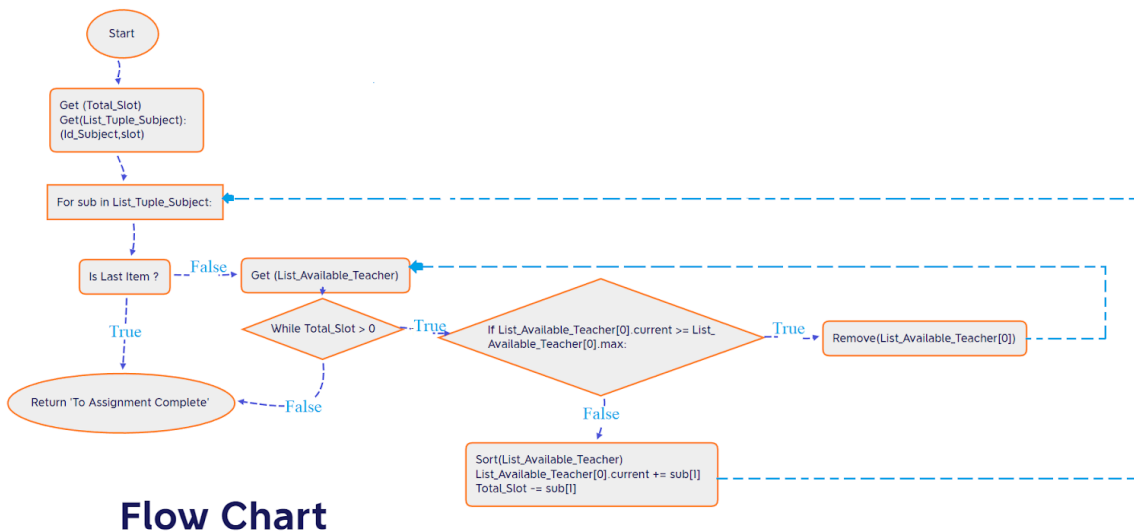 Start
Get (Total_Slot)
Get(List_Tuple_Subject):
(Id_Subject,slot)
For sub in List_Tuple_Subject:
Is Last Item ?
False
Get (List_Available_Teacher)
True
While Total_Slot > 0
True
If List_Available_Teacher[0].current >= List_
Available_Teacher[0].max:
True
Remove(List_Available_Teacher[0])
Return 'To Assignment Complete'
False
False
Sort(List_Available_Teacher)
List_Available_Teacher[0].current += sub[1]
Total_Slot -= sub[1]
Flow Chart